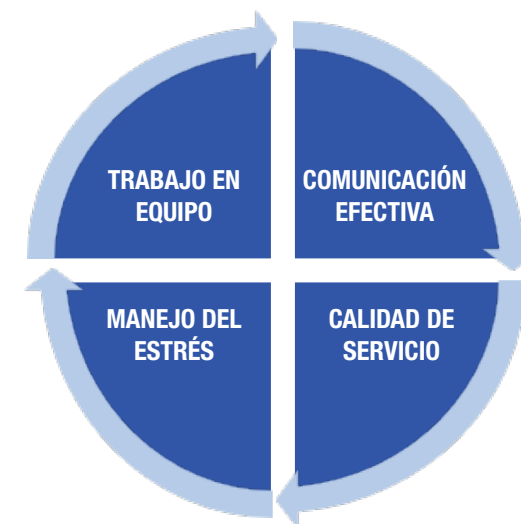 TRABAJO EN
EQUIPO
COMUNICACIÓN
EFECTIVA
MANEJO DEL
ESTRÉS
CALIDAD DE
SERVICIO